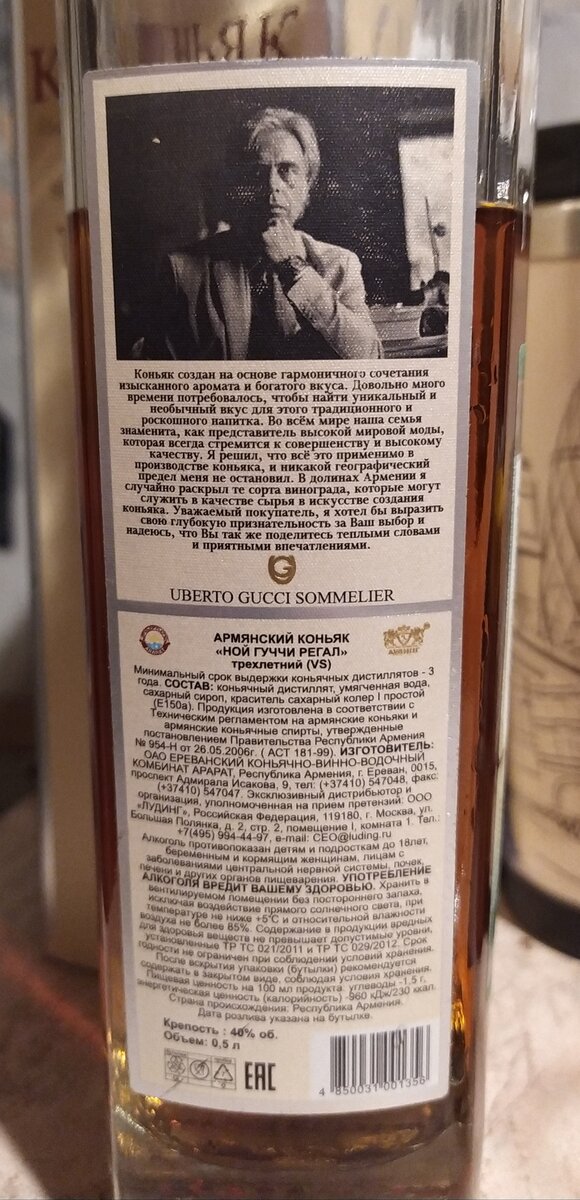 КОНЬЯК
Коньяк создан на основе гармоничного сочетания
изысканного аромата и богатого вкуса. Довольно много
времени потребовалось, чтобы найти уникальный и
необычный вкус для этого традиционного и
роскошного напитка. Во всём мире наша семья
знаменита, как представитель высокой мировой моды,
которая всегда стремится к совершенству и высокому
качеству. Я решил, что всё это применимо в
производстве коньяка, и никакой географический
предел меня не остановил. В долинах Армении я
случайно раскрыл те сорта винограда, которые могут
служить в качестве сырья в искусстве создания
коньяка. Уважаемый покупатель, я хотел бы выразить
свою глубокую признательность за Ваш выбор и
надеюсь, что Вы так же поделитесь теплыми словами
и приятными впечатлениями.
UBERTO GUCCI SOMMELIER
АРМЯНСКИЙ КОНЬЯК
«НОЙ ГУЧЧИ РЕГАЛ»
трехлетний (VS)
Минимальный срок выдержки коньячных дистиллятов - 3
года. СОСТАВ: коньячный дистиллят, умягченная вода,
сахарный сироп, краситель сахарный колер I простой
(Е150а). Продукция изготовлена в соответствии с
Техническим регламентом на армянские коньяки и
армянские коньячные спирты, утвержденные
постановлением Правительства Республики Армения
№ 954-Н от 26.05.2006г. ( АСТ 181-99). ИЗГОТОВИТЕЛЬ:
ОАО ЕРЕВАНСКИЙ КОНЬЯЧНО-ВИННО-ВОДОЧНЫЙ
КОМБИНАТ АРАРАТ, Республика Армения, г. Ереван, 0015,
проспект Адмирала Исакова, 9, тел: (+37410) 547048, факс:
(+37410) 547047. Эксклюзивный дистрибьютор и
организация, уполномоченная на прием претензий: ООО
«ЛУДИНГ», Российская Федерация, 119180, г. Москва, ул.
Большая Полянка, д. 2, стр. 2, помещение I, комната 1. Тел.:
+7(495) 994-44-97, e-mail: CEO@luding.ru
Алкоголь противопоказан детям и подросткам до 18лет,
беременным и кормящим женщинам, лицам с
заболеваниями центральной нервной системы, почек,
печени и других органов пищеварения. УПОТРЕБЛЕНИЕ
АЛКОГОЛЯ ВРЕДИТ ВАШЕМУ ЗДОРОВЬЮ. Хранить в
вентилируемом помещении без постороннего запаха,
исключая воздействие прямого солнечного света, при
температуре не ниже +5°С и относительной влажности
воздуха не более 85%. Содержание в продукции вредных
для здоровья веществ не превышает допустимые уровни,
установленные ТР ТС 021/2011 и ТР ТС 029/2012. Срок
годности не ограничен при соблюдении условий хранения.
После вскрытия упаковки (бутылки) рекомендуется
содержать в закрытом виде, соблюдая условия хранения.
Пищевая ценность на 100 мл продукта: углеводы -1,5 г,
энергетическая ценность (калорийность) -960 кДж/230 ккал.
Страна происхождения: Республика Армения.
Дата розлива указана на бутылке.
Крепость : 40% об.
Объем: 0,5 л
ЕАС
4 850031 001356